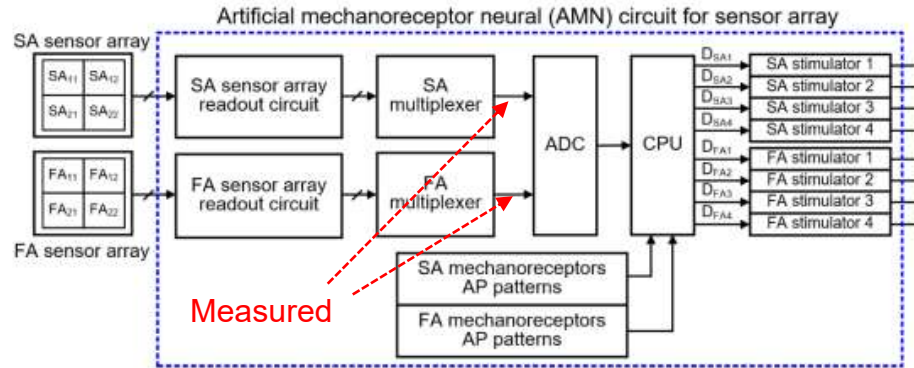 Artificial mechanoreceptor neural (AMN) circuit for sensor array
SA sensor array
SA11 SA12
SA21 SA22
SA sensor array
readout circuit
SA
multiplexer
FA11 FA12
FA21 FA22
FA sensor array
FA sensor array
readout circuit
FA
multiplexer
ADC
CPU
DSA1
DSA2
DSA3
DSA4
DFA1
DFA2
DFA3
DFA4
SA stimulator 1
SA stimulator 2
SA stimulator 3
SA stimulator 4
FA stimulator 1
FA stimulator 2
FA stimulator 3
FA stimulator 4
Measured
SA mechanoreceptors
AP patterns
FA mechanoreceptors
AP patterns